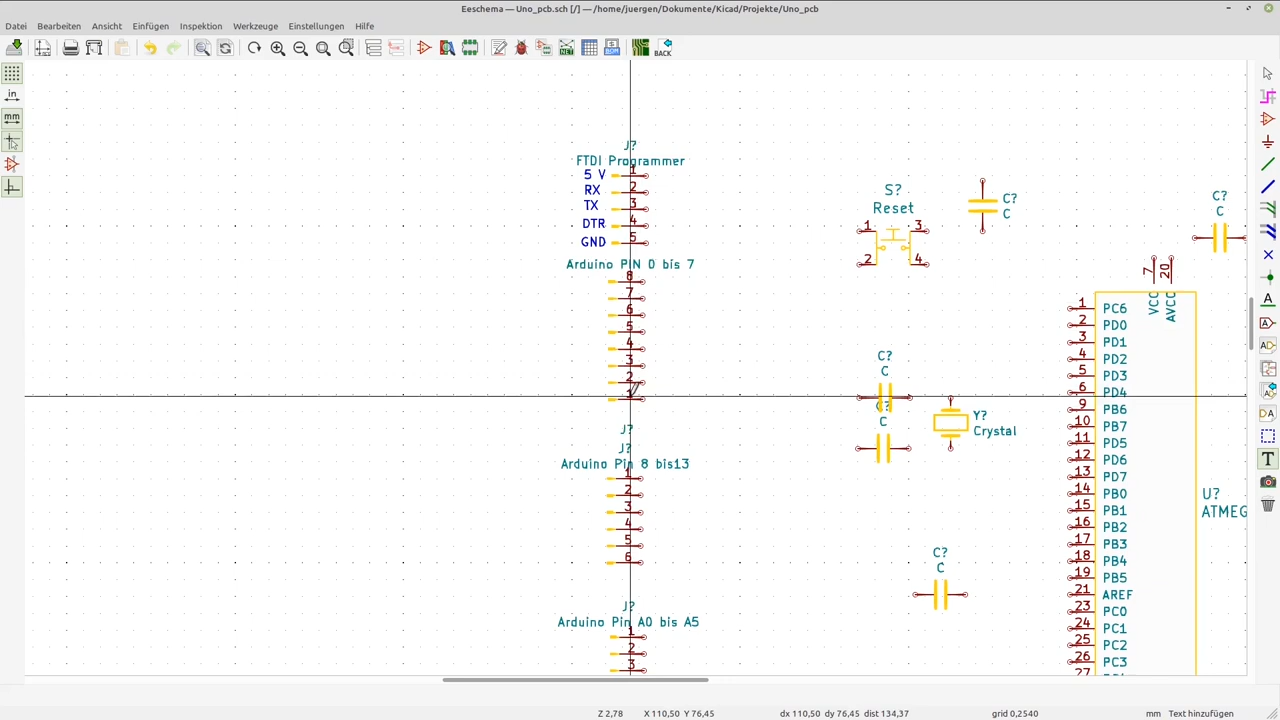 Eeschema — Uno_pcb.sch [/] — /home/juergen/Dokumente/Kicad/Projekte/Uno_pcb
Datei Bearbeiten Ansicht Einfügen Inspektion Werkzeuge Einstellungen Hilfe
BOM
BACK
in
mm
J?
FTDI Programmer
5 V 1
RX 2
TX 3
DTR 4
GND 5
Arduino PIN 0 bis 7
8
7
6
5
4
3
2
1
J?
J?
Arduino Pin 8 bis13
1
2
3
4
5
6
J?
Arduino Pin A0 bis A5
1
2
3
S?
Reset
1 3
2 4
C?
C
C?
C
C?
C
C?
C
Y?
Crystal
C?
C
7 20
VCC AVCC
1 PC6
2 PD0
3 PD1
4 PD2
5 PD3
6 PD4
9 PB6
10 PB7
11 PD5
12 PD6
13 PD7
14 PB0
15 PB1
16 PB2
17 PB3
18 PB4
19 PB5
21 AREF
23 PC0
24 PC1
25 PC2
26 PC3
27
U?
ATMEG
A
A
D
DA
T
Z 2,78 X 110,50 Y 76,45 dx 110,50 dy 76,45 dist 134,37 grid 0,2540 mm Text hinzufügen